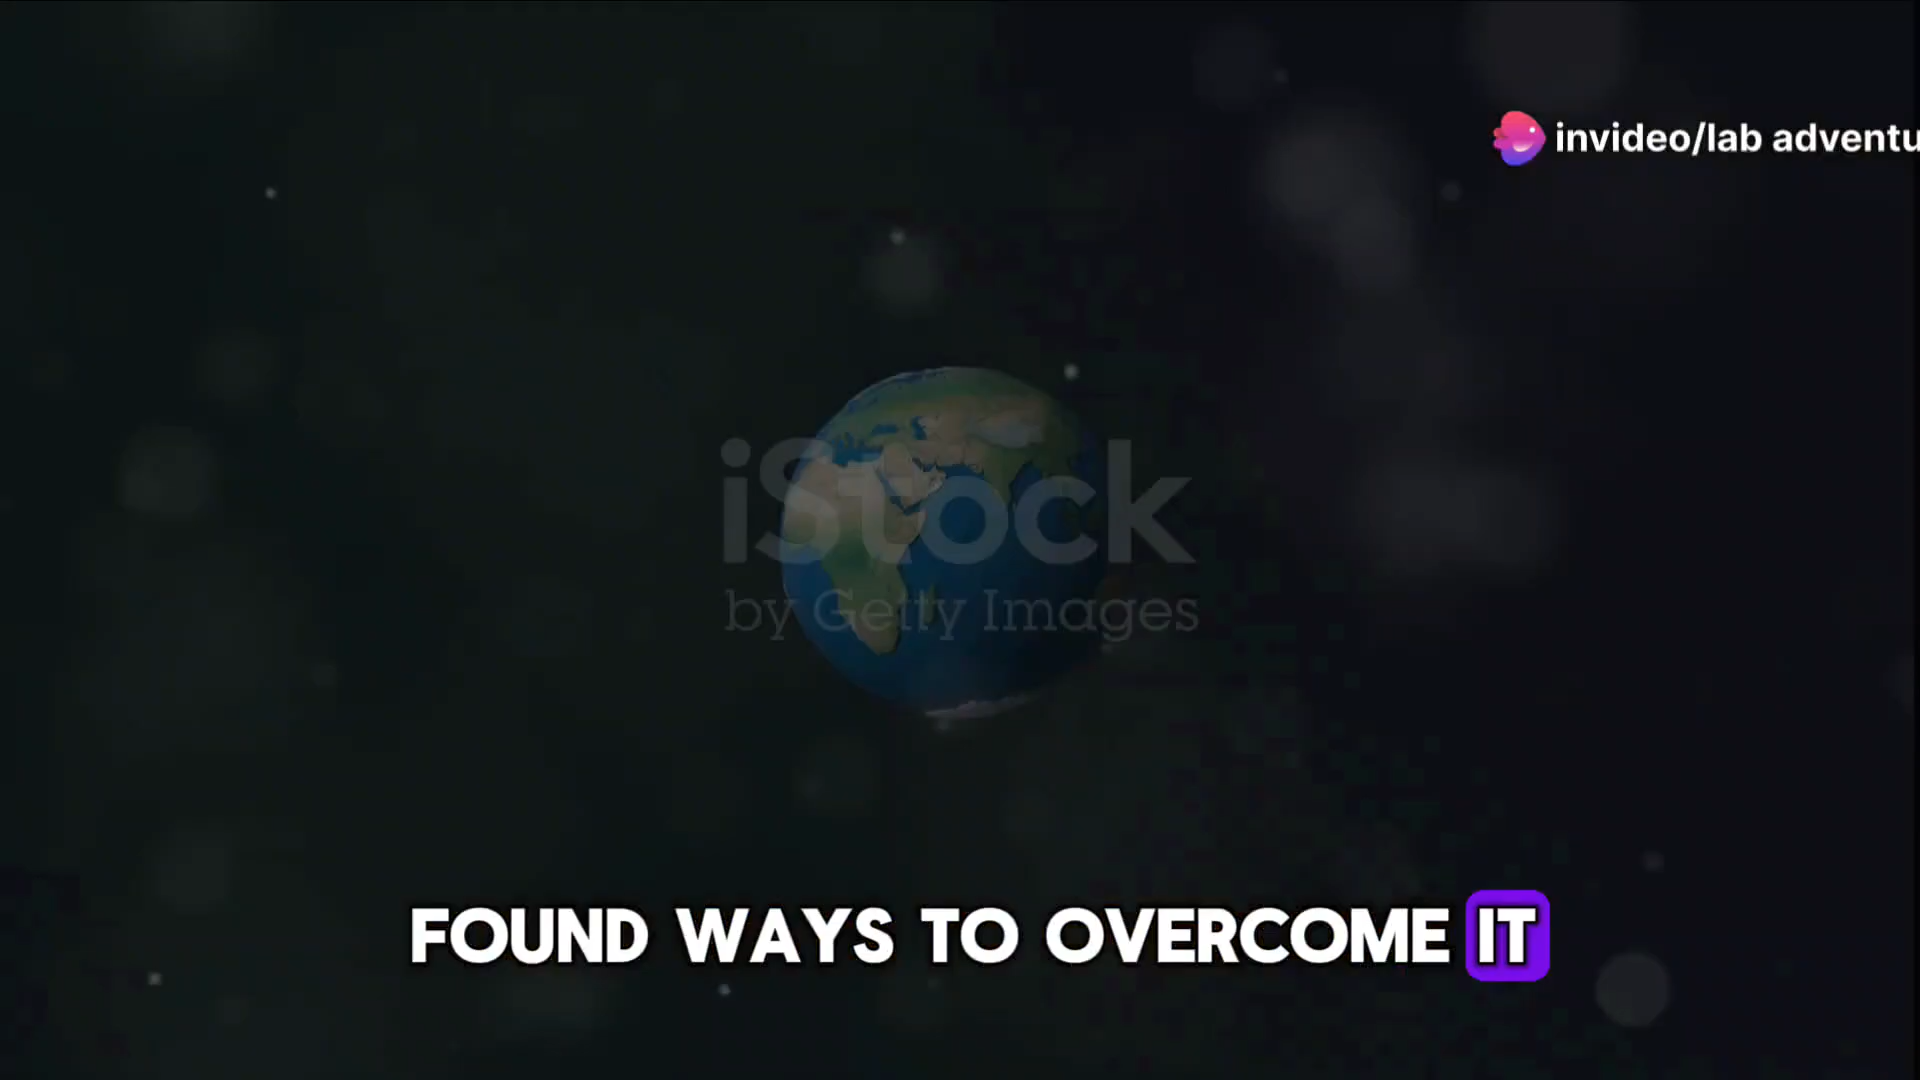 invideo/lab adventu
iStock
by Getty Images
FOUND WAYS TO OVERCOME IT